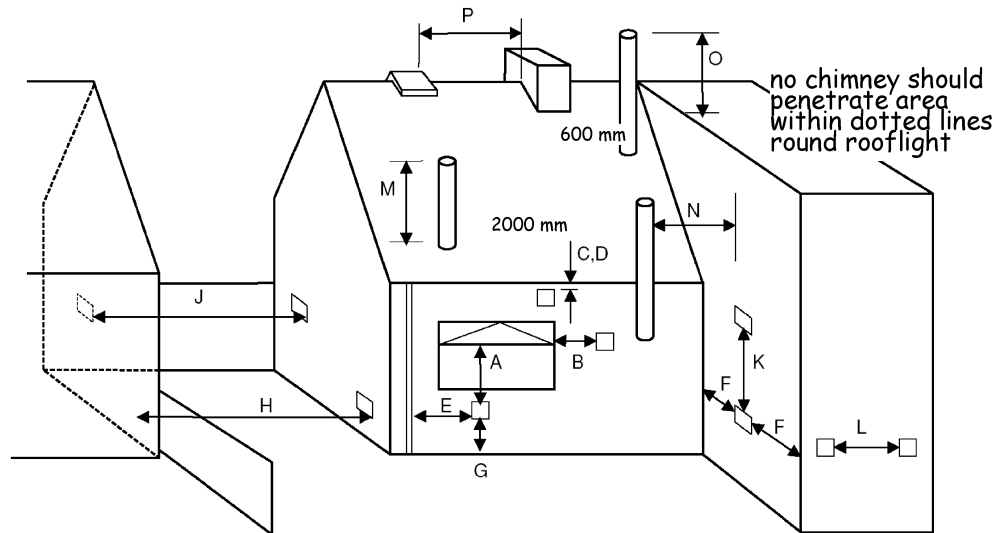 P
O
no chimney should
penetrate area
within dotted lines
round rooflight
600 mm
M
N
2000 mm
C,D
J
A
B
K
F
E
H
F
L
G